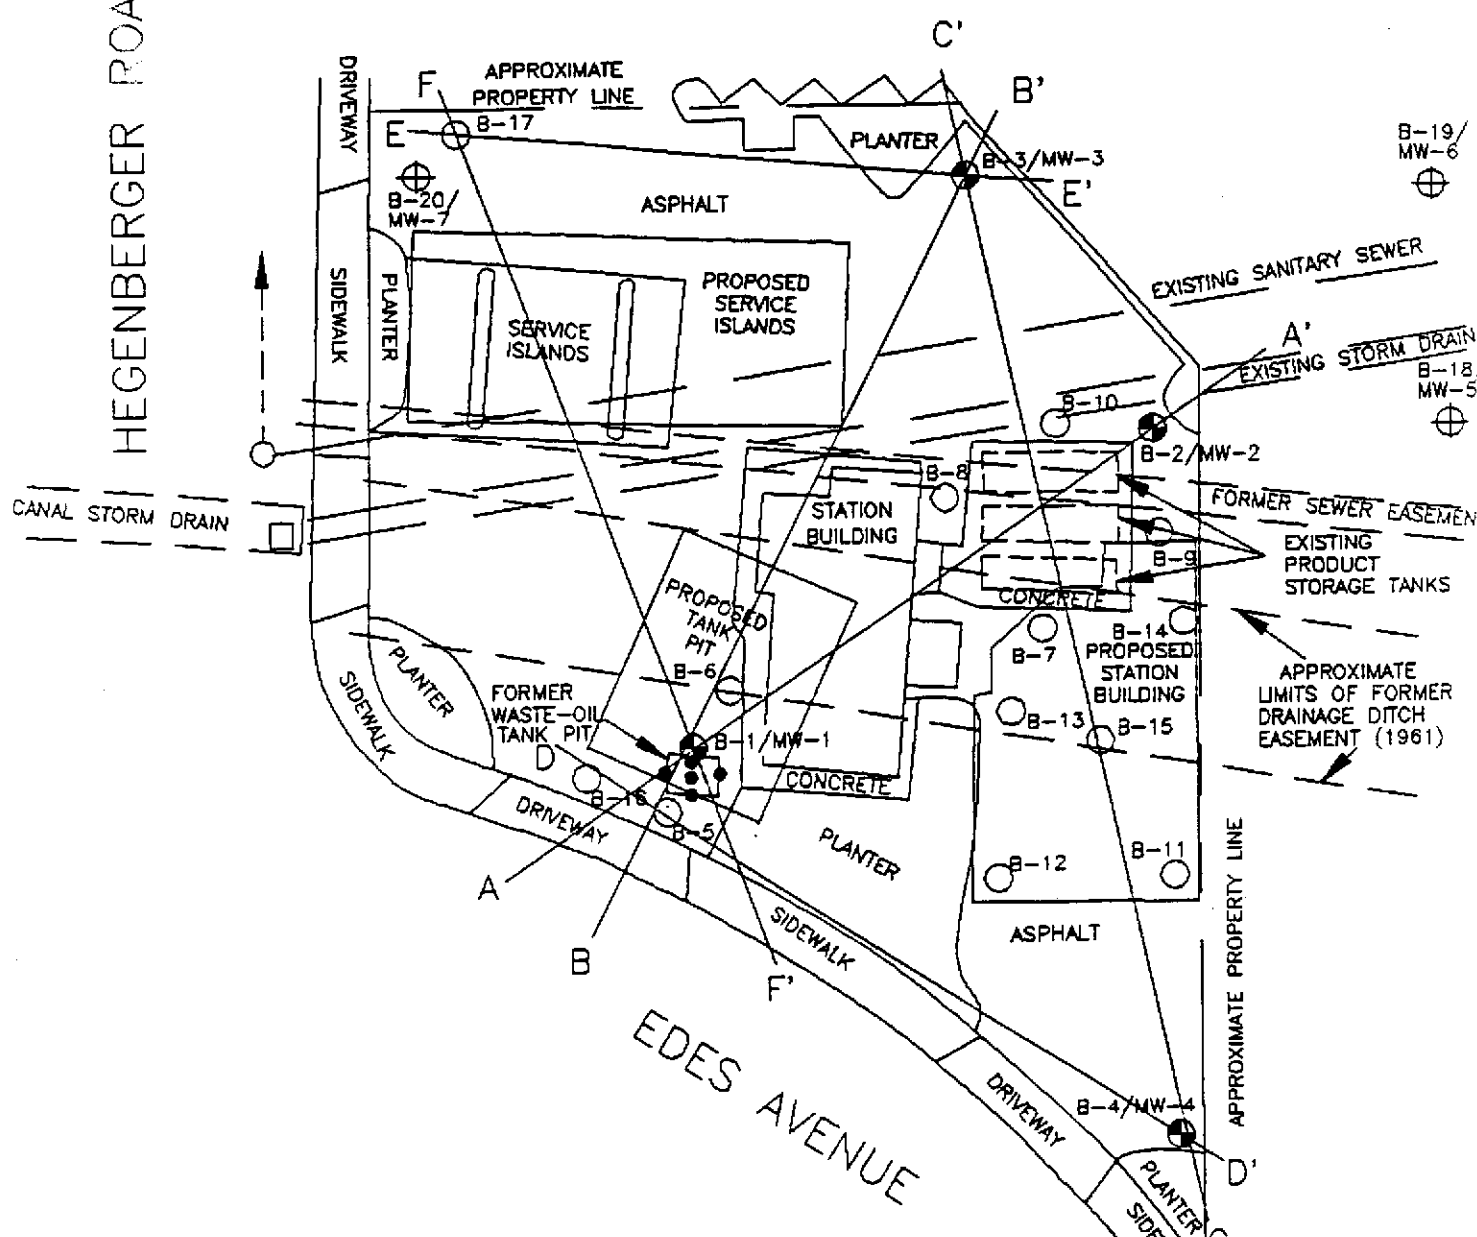 HEGENBERGER ROA
DRIVEWAY
SIDEWALK
PLANTER
F
APPROXIMATE
PROPERTY LINE
E
B-17
B-20/
MW-7
ASPHALT
C'
B'
PLANTER
B-3/MW-3
E'
B-19/
MW-6
EXISTING SANITARY SEWER
A'
EXISTING STORM DRAIN
B-18
MW-5
SERVICE
ISLANDS
PROPOSED
SERVICE
ISLANDS
B-10
B-2/MW-2
B-8
CANAL STORM DRAIN
STATION
BUILDING
FORMER SEWER EASEMEN
B-9
EXISTING
PRODUCT
STORAGE TANKS
CONCRETE
PROPOSED
TANK
PIT
B-6
B-7
B-14
PROPOSED
STATION
BUILDING
APPROXIMATE
LIMITS OF FORMER
DRAINAGE DITCH
EASEMENT (1961)
PLANTER
SIDEWALK
FORMER
WASTE-OIL
TANK PIT
D
B-1/MW-1
B-13
B-15
B-16
B-5
CONCRETE
DRIVEWAY
PLANTER
A
B
F'
B-12
B-11
ASPHALT
SIDEWALK
APPROXIMATE PROPERTY LINE
EDES AVENUE
DRIVEWAY
B-4/MW-4
D'
PLANTER
SIDE